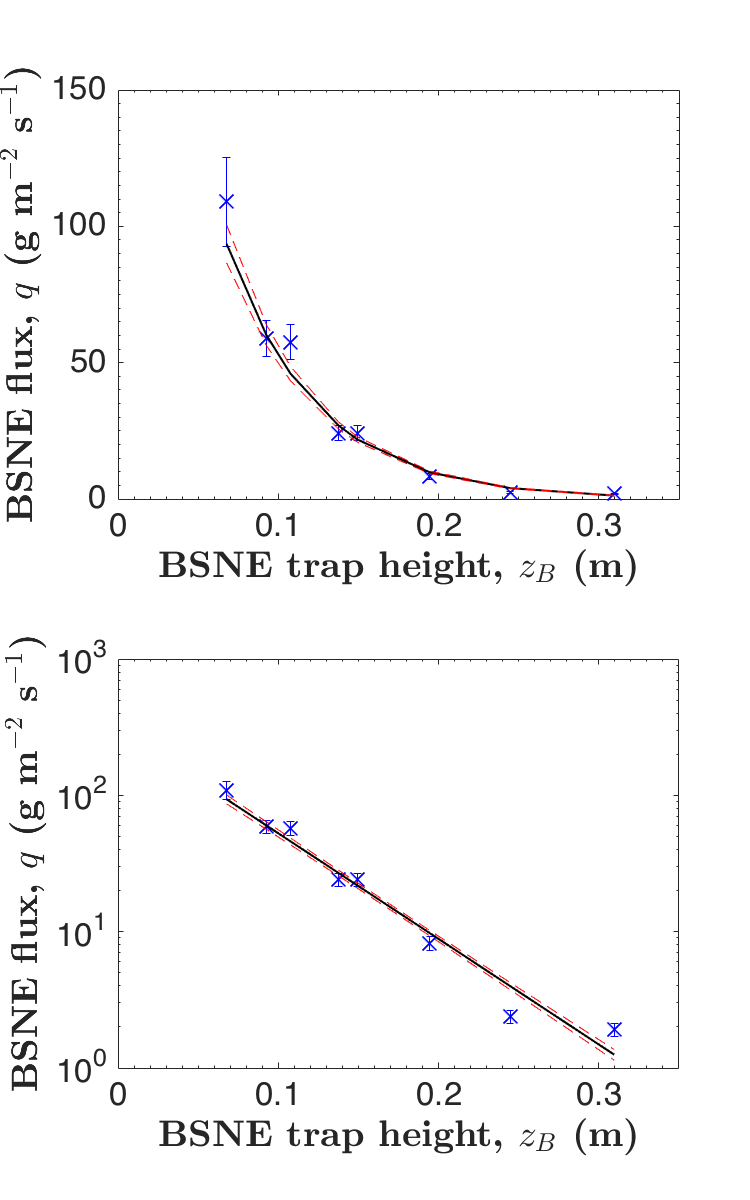 BSNE flux, q (g m⁻² s⁻¹)
150
100
50
0
0 0.1 0.2 0.3
BSNE trap height, z_B (m)
BSNE flux, q (g m⁻² s⁻¹)
10³
10²
10¹
10⁰
0 0.1 0.2 0.3
BSNE trap height, z_B (m)